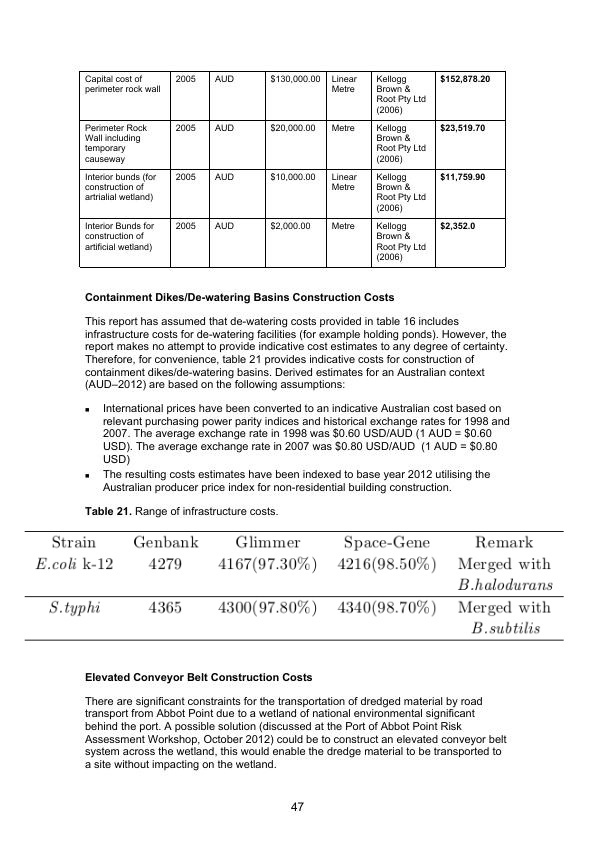 Capital cost of perimeter rock wall 2005 AUD $130,000.00 Linear Metre Kellogg Brown & Root Pty Ltd (2006) $152,878.20
Perimeter Rock Wall including temporary causeway 2005 AUD $20,000.00 Metre Kellogg Brown & Root Pty Ltd (2006) $23,519.70
Interior bunds (for construction of artrialial wetland) 2005 AUD $10,000.00 Linear Metre Kellogg Brown & Root Pty Ltd (2006) $11,759.90
Interior Bunds for construction of artificial wetland) 2005 AUD $2,000.00 Metre Kellogg Brown & Root Pty Ltd (2006) $2,352.0
Containment Dikes/De-watering Basins Construction Costs
This report has assumed that de-watering costs provided in table 16 includes
infrastructure costs for de-watering facilities (for example holding ponds). However, the
report makes no attempt to provide indicative cost estimates to any degree of certainty.
Therefore, for convenience, table 21 provides indicative costs for construction of
containment dikes/de-watering basins. Derived estimates for an Australian context
(AUD–2012) are based on the following assumptions:
▪ International prices have been converted to an indicative Australian cost based on
relevant purchasing power parity indices and historical exchange rates for 1998 and
2007. The average exchange rate in 1998 was $0.60 USD/AUD (1 AUD = $0.60
USD). The average exchange rate in 2007 was $0.80 USD/AUD (1 AUD = $0.80
USD)
▪ The resulting costs estimates have been indexed to base year 2012 utilising the
Australian producer price index for non-residential building construction.
Table 21. Range of infrastructure costs.
Strain Genbank Glimmer Space-Gene Remark
E.coli k-12 4279 4167(97.30%) 4216(98.50%) Merged with
B.halodurans
S.typhi 4365 4300(97.80%) 4340(98.70%) Merged with
B.subtilis
Elevated Conveyor Belt Construction Costs
There are significant constraints for the transportation of dredged material by road
transport from Abbot Point due to a wetland of national environmental significant
behind the port. A possible solution (discussed at the Port of Abbot Point Risk
Assessment Workshop, October 2012) could be to construct an elevated conveyor belt
system across the wetland, this would enable the dredge material to be transported to
a site without impacting on the wetland.
47